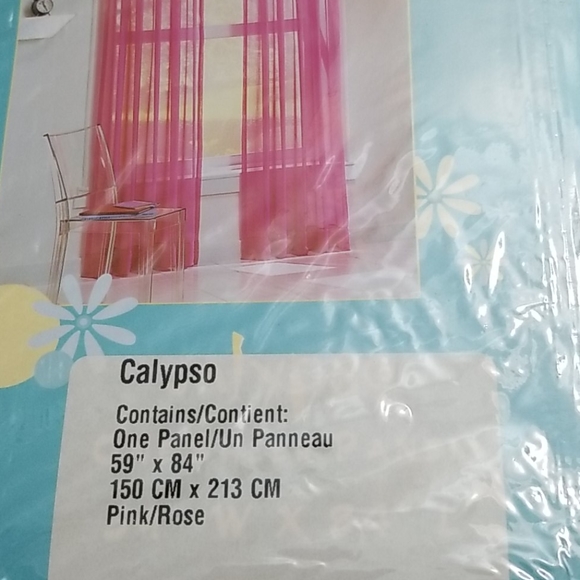 Calypso
Contains/Contient:
One Panel/Un Panneau
59" x 84"
150 CM x 213 CM
Pink/Rose